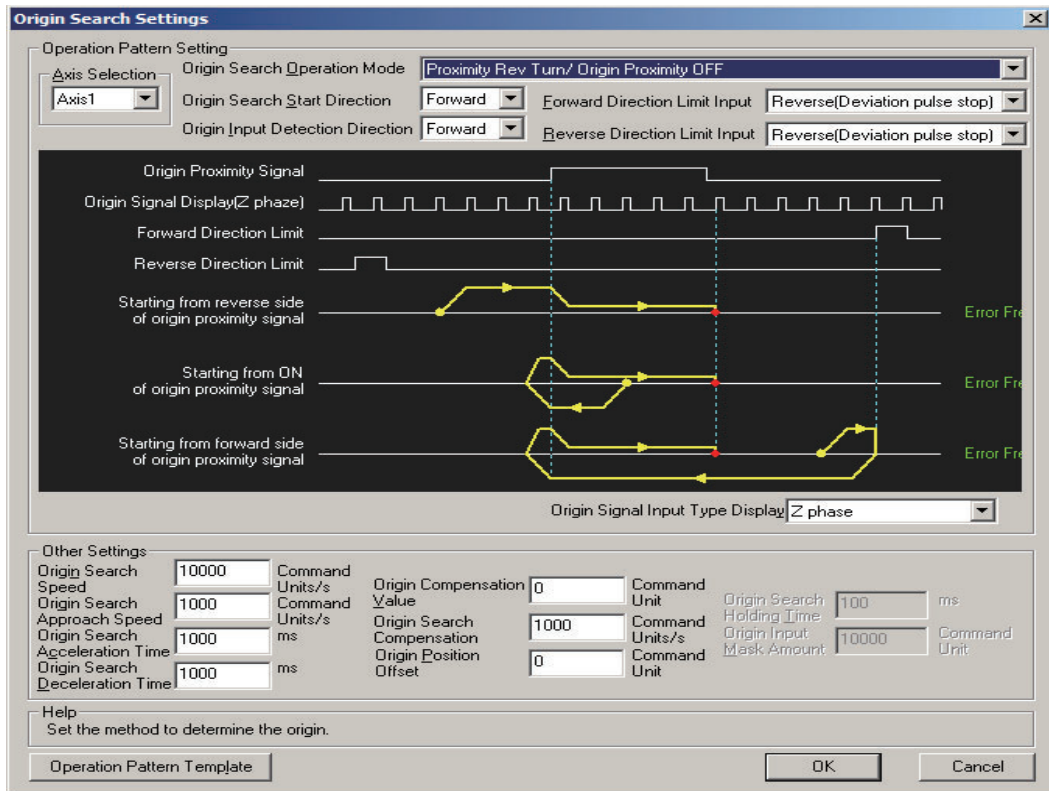 Origin Search Settings
Operation Pattern Setting
Axis Selection
Axis1
Origin Search Operation Mode
Proximity Rev Turn/ Origin Proximity OFF
Origin Search Start Direction
Forward
Forward Direction Limit Input
Reverse(Deviation pulse stop)
Origin Input Detection Direction
Forward
Reverse Direction Limit Input
Reverse(Deviation pulse stop)
Origin Proximity Signal
Origin Signal Display(Z phaze)
Forward Direction Limit
Reverse Direction Limit
Starting from reverse side
of origin proximity signal
Error Fre
Starting from ON
of origin proximity signal
Error Fre
Starting from forward side
of origin proximity signal
Error Fre
Origin Signal Input Type Display
Z phase
Other Settings
Origin Search
Speed
10000
Command
Units/s
Origin Search
Approach Speed
1000
Command
Units/s
Origin Search
Acceleration Time
1000
ms
Origin Search
Deceleration Time
1000
ms
Origin Compensation
Value
0
Command
Unit
Origin Search
Compensation
1000
Command
Units/s
Origin Position
Offset
0
Command
Unit
Origin Search
Holding Time
100
ms
Origin Input
Mask Amount
10000
Command
Unit
Help
Set the method to determine the origin.
Operation Pattern Template
OK
Cancel